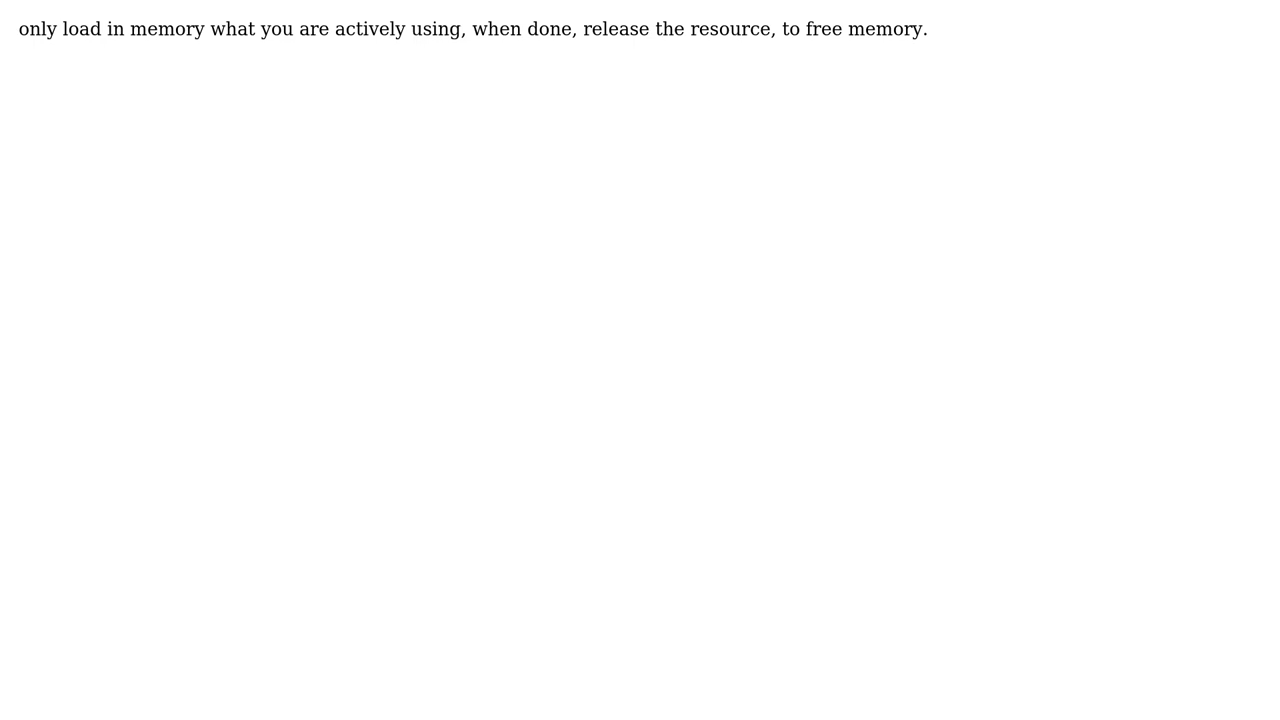 only load in memory what you are actively using, when done, release the resource, to free memory.